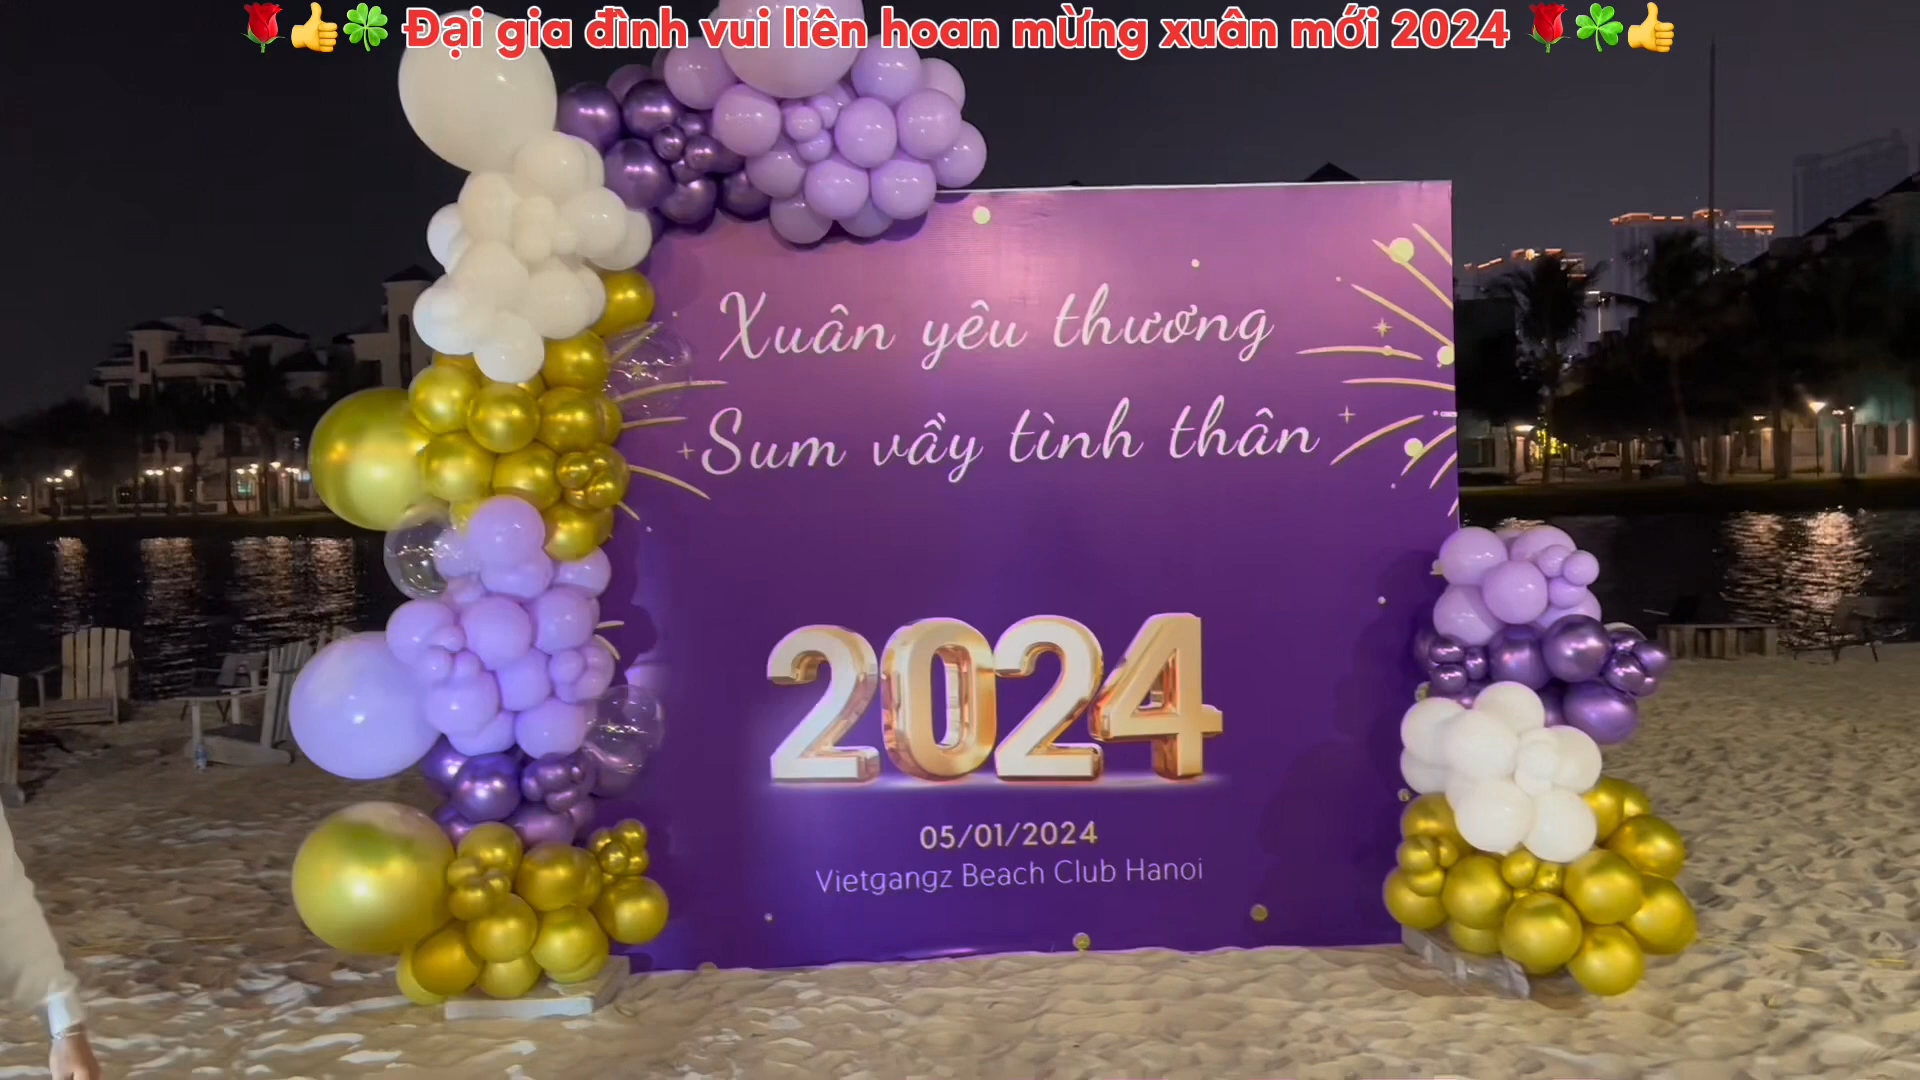 🌹👍☘️ Đại gia đình vui liên hoan mừng xuân mới 2024 🌹☘️👍
Xuân yêu thương
Sum vầy tình thân
2024
05/01/2024
Vietgangz Beach Club Hanoi